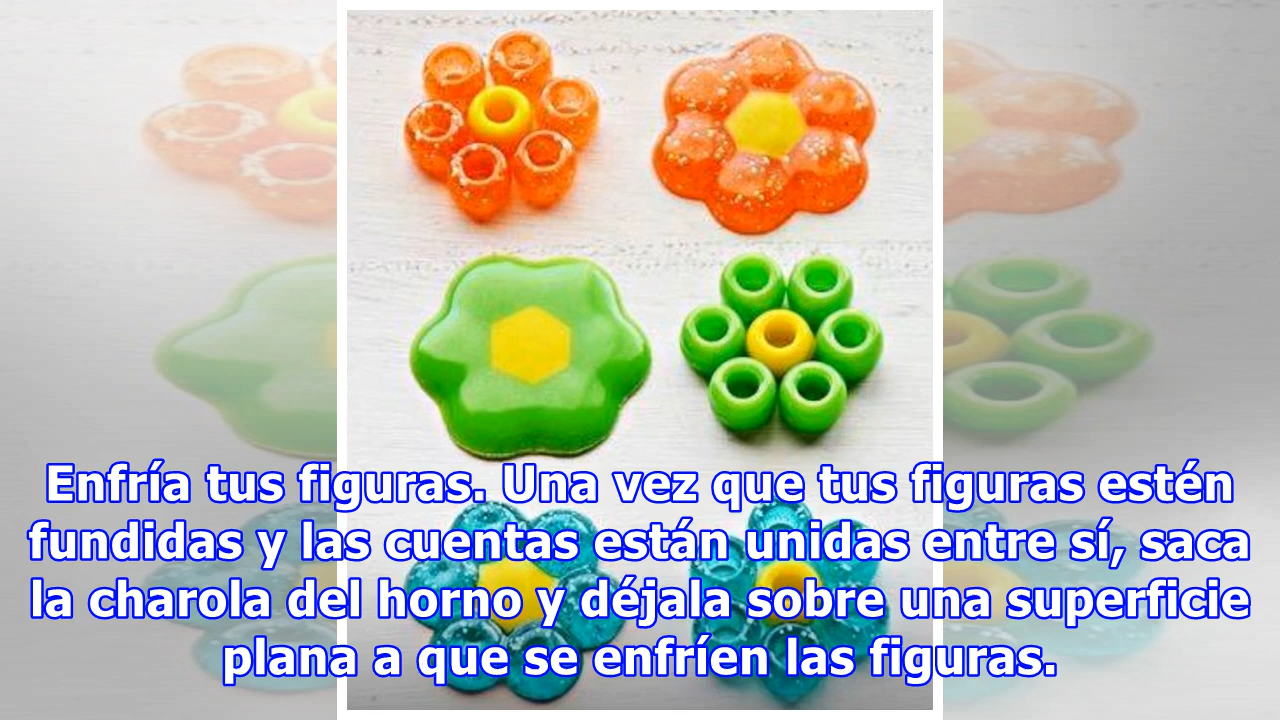 Enfría tus figuras. Una vez que tus figuras estén
fundidas y las cuentas están unidas entre sí, saca
la charola del horno y déjala sobre una superficie
plana a que se enfríen las figuras.